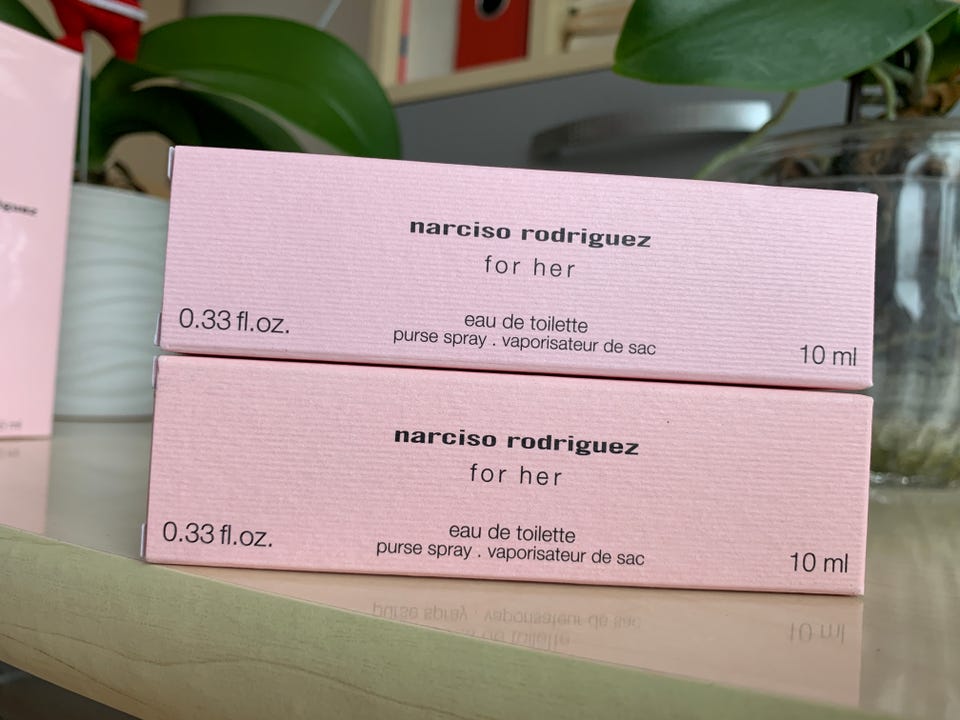 narciso rodriguez
for her
0.33 fl.oz.
eau de toilette
purse spray . vaporisateur de sac
10 ml
narciso rodriguez
for her
0.33 fl.oz.
eau de toilette
purse spray . vaporisateur de sac
10 ml